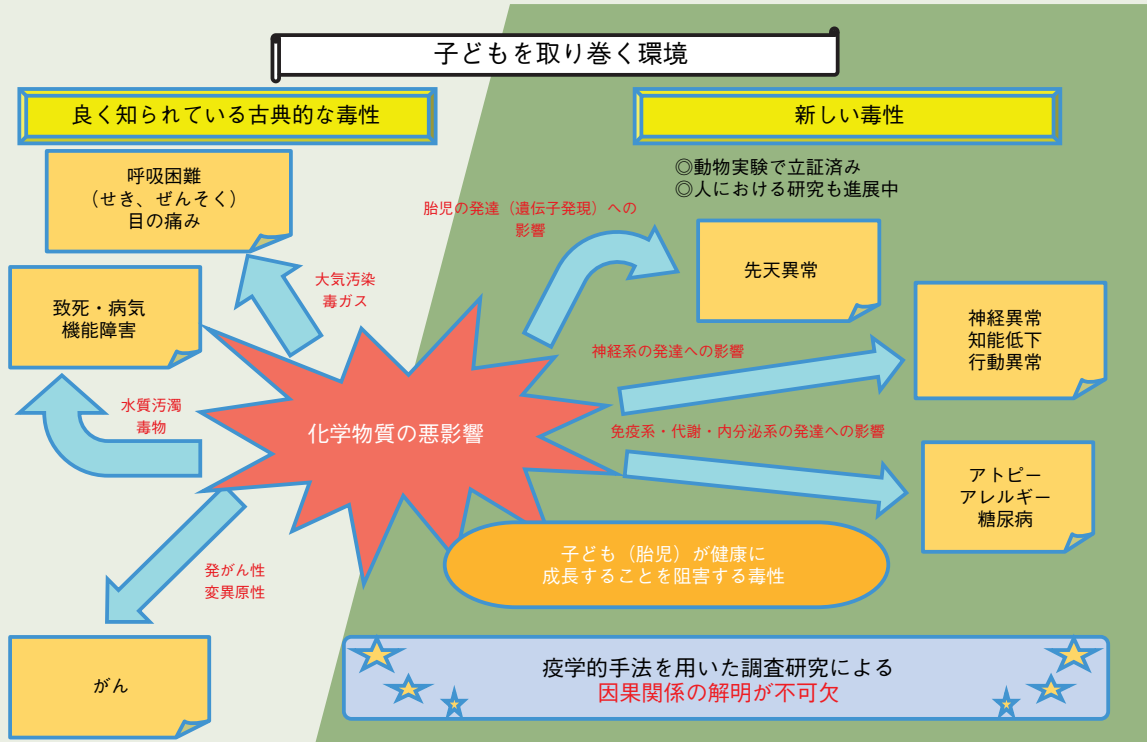 子どもを取り巻く環境
良く知られている古典的な毒性
呼吸困難
（せき、ぜんそく）
目の痛み
大気汚染
毒ガス
致死・病気
機能障害
水質汚濁
毒物
発がん性
変異原性
がん
化学物質の悪影響
新しい毒性
◎動物実験で立証済み
◎人における研究も進展中
胎児の発達（遺伝子発現）への
影響
先天異常
神経系の発達への影響
神経異常
知能低下
行動異常
免疫系・代謝・内分泌系の発達への影響
アトピー
アレルギー
糖尿病
子ども（胎児）が健康に
成長することを阻害する毒性
疫学的手法を用いた調査研究による
因果関係の解明が不可欠